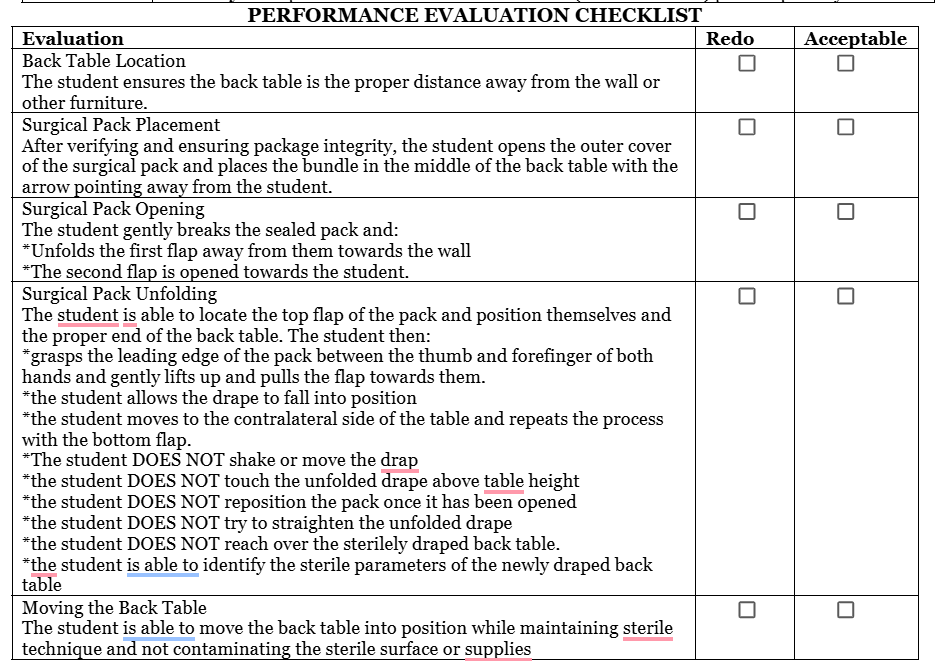 PERFORMANCE EVALUATION CHECKLIST
Evaluation Redo Acceptable
Back Table Location
The student ensures the back table is the proper distance away from the wall or
other furniture.
Surgical Pack Placement
After verifying and ensuring package integrity, the student opens the outer cover
of the surgical pack and places the bundle in the middle of the back table with the
arrow pointing away from the student.
Surgical Pack Opening
The student gently breaks the sealed pack and:
*Unfolds the first flap away from them towards the wall
*The second flap is opened towards the student.
Surgical Pack Unfolding
The student is able to locate the top flap of the pack and position themselves and
the proper end of the back table. The student then:
*grasps the leading edge of the pack between the thumb and forefinger of both
hands and gently lifts up and pulls the flap towards them.
*the student allows the drape to fall into position
*the student moves to the contralateral side of the table and repeats the process
with the bottom flap.
*The student DOES NOT shake or move the drap
*the student DOES NOT touch the unfolded drape above table height
*the student DOES NOT reposition the pack once it has been opened
*the student DOES NOT try to straighten the unfolded drape
*the student DOES NOT reach over the sterilely draped back table.
*the student is able to identify the sterile parameters of the newly draped back
table
Moving the Back Table
The student is able to move the back table into position while maintaining sterile
technique and not contaminating the sterile surface or supplies